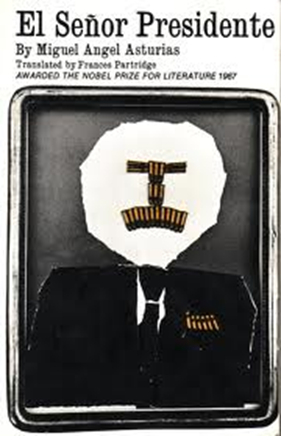 El Señor Presidente
By Miguel Angel Asturias
Translated by Frances Partridge
AWARDED THE NOBEL PRIZE FOR LITERATURE 1967